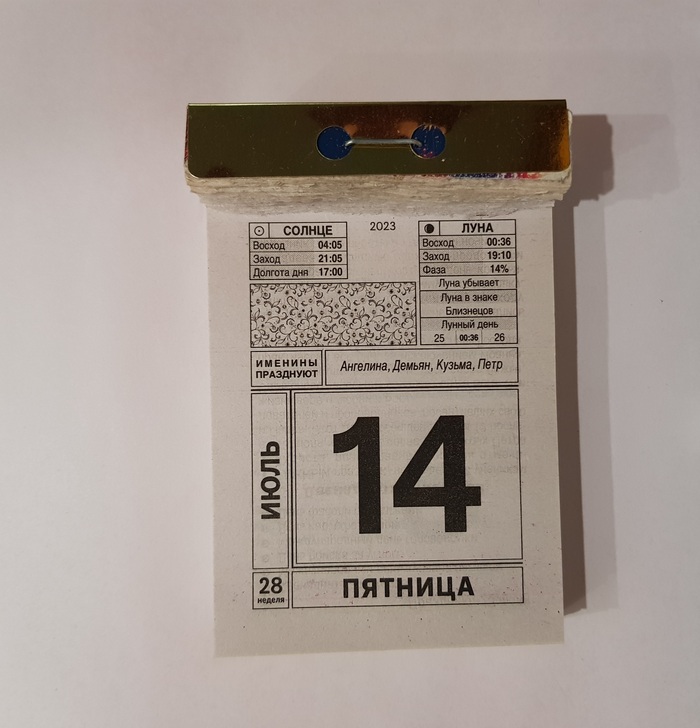 2023
СОЛНЦЕ
Восход 04:05
Заход 21:05
Долгота дня 17:00
ЛУНА
Восход 00:36
Заход 19:10
Фаза 14%
Луна убывает
Луна в знаке
Близнецов
Лунный день
25 00:36 26
ИМЕНИНЫ
ПРАЗДНУЮТ
Ангелина, Демьян, Кузьма, Петр
ИЮЛЬ
14
28
неделя
ПЯТНИЦА